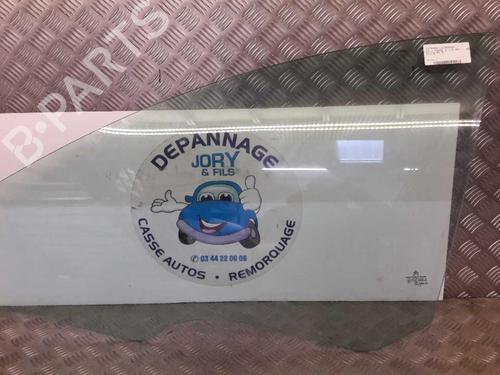 B-PARTS
DEPANNAGE
JORY
& FILS
✆ 03 44 22 06 06
CASSE AUTOS • REMORQUAGE